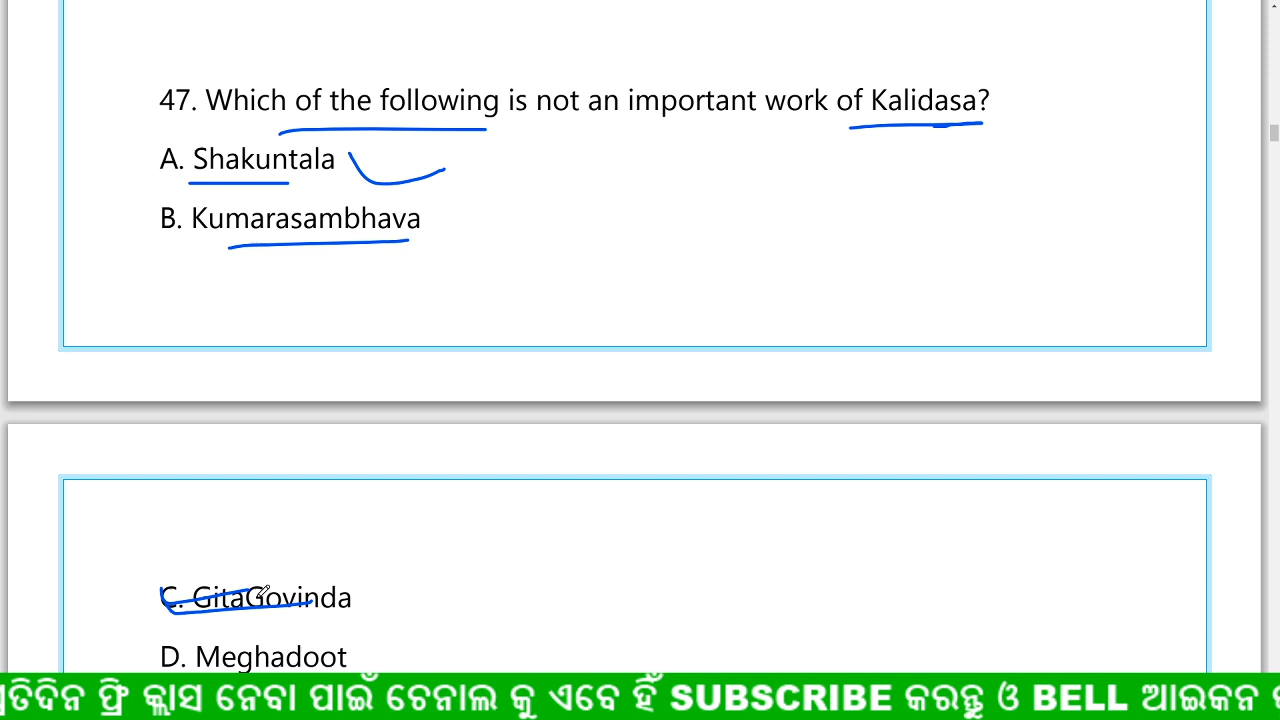 47. Which of the following is not an important work of Kalidasa?
A. Shakuntala
B. Kumarasambhava
C. GitaGovinda
D. Meghadoot
ଫ୍ରି କ୍ଲାସ ନେବା ପାଇଁ ଚେନାଲ କୁ ଏବେ ହିଁ SUBSCRIBE କରନ୍ତୁ ଓ BELL ଆଇକନ